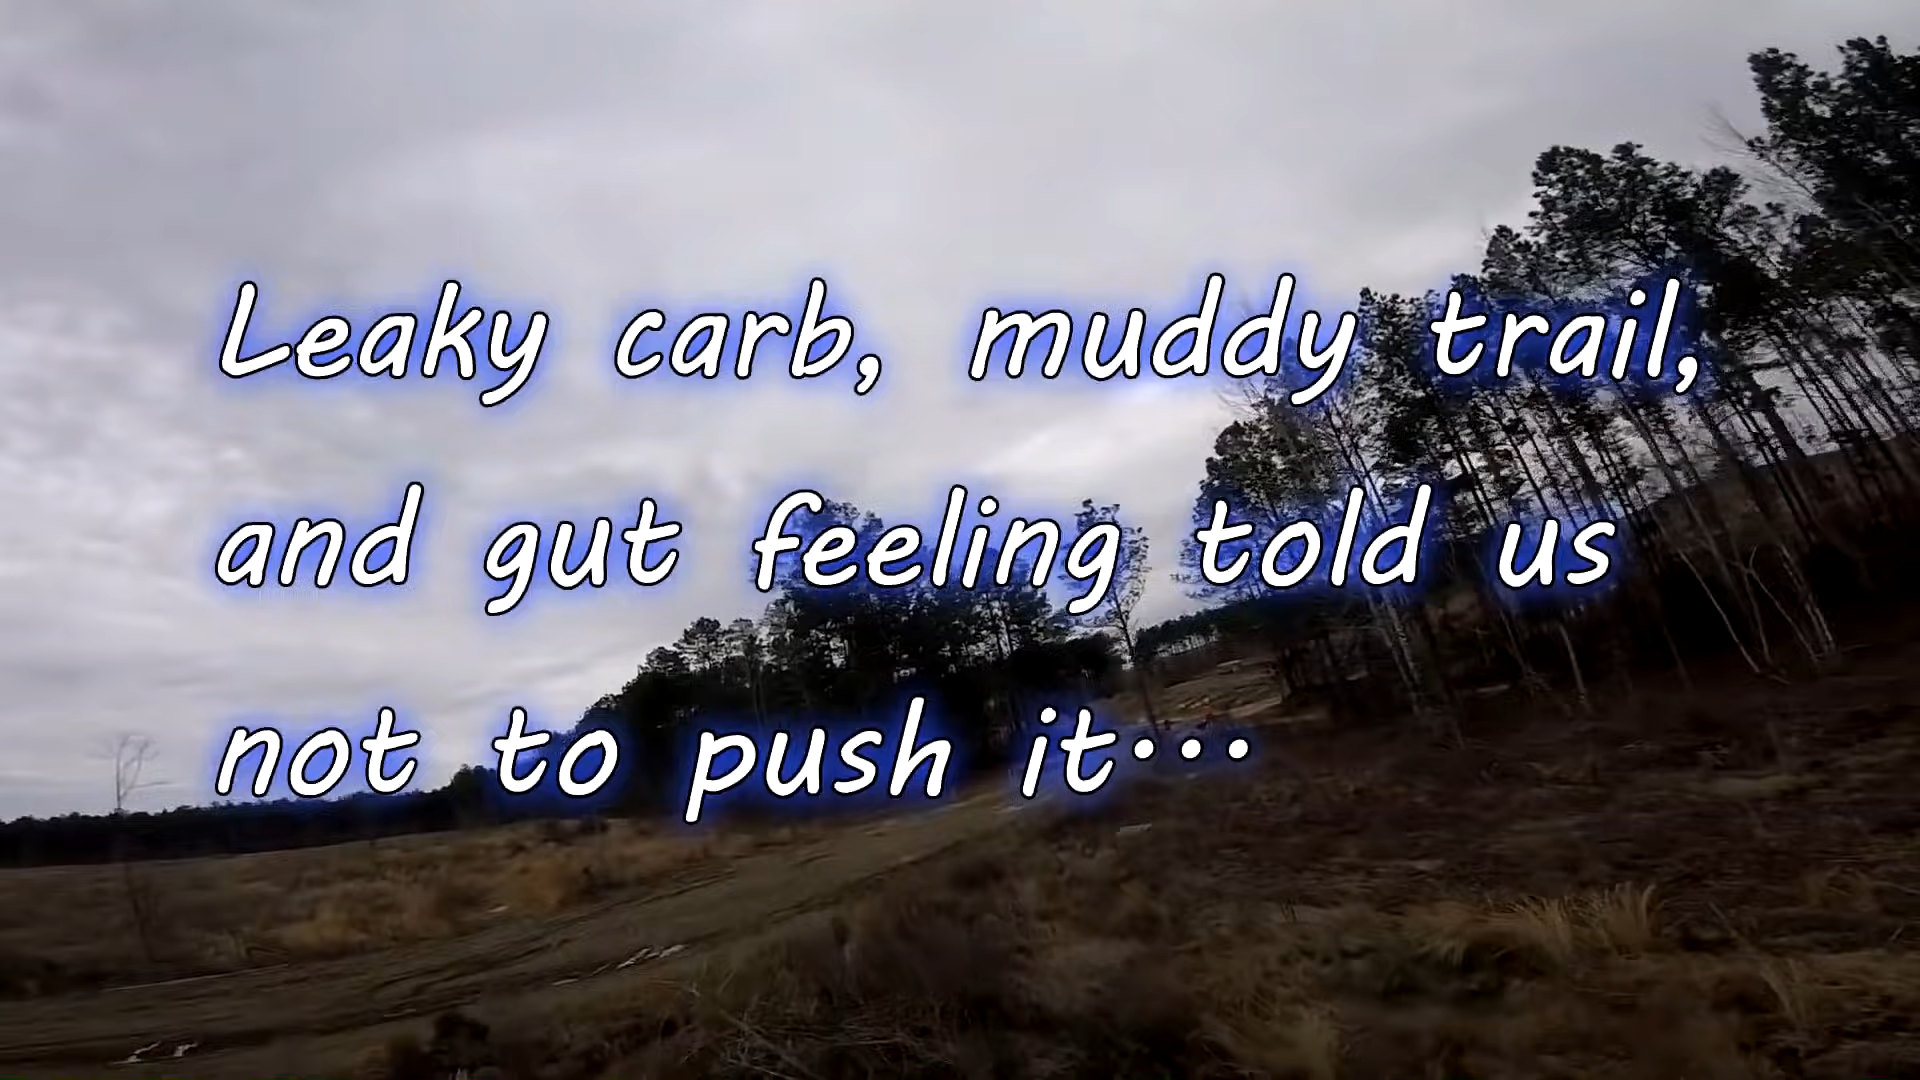 Leaky carb, muddy trail,
and gut feeling told us
not to push it...